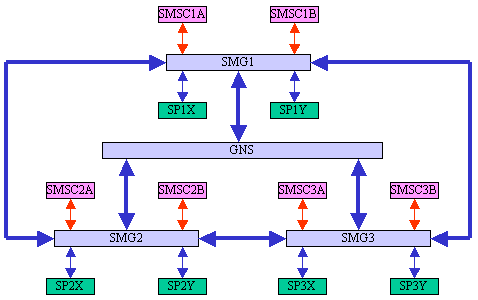 SMSC1A SMSC1B
SMG1
SP1X SP1Y
GNS
SMSC2A SMSC2B SMSC3A SMSC3B
SMG2 SMG3
SP2X SP2Y SP3X SP3Y